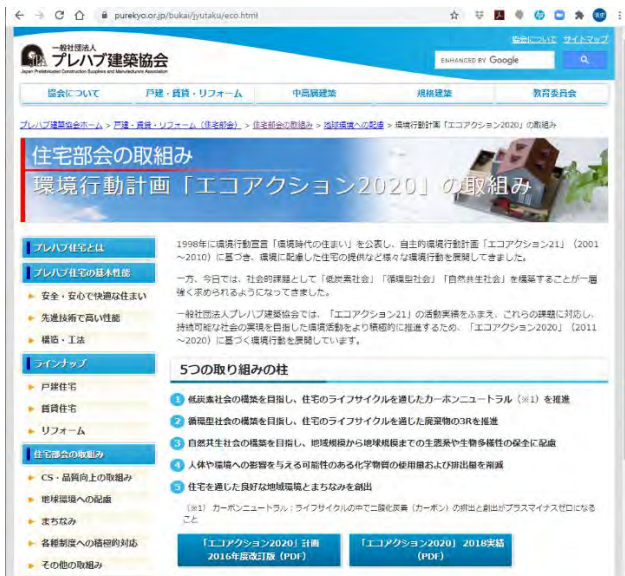 purekyo.or.jp/bukai/jyutaku/eco.html
協会について サイトマップ
一般社団法人
プレハブ建築協会
Japan Prefabricated Construction Suppliers and Manufacturers Association
ENHANCED BY Google
協会について 戸建・賃貸・リフォーム 中高層建築 規格建築 教育委員会
プレハブ建築協会ホーム > 戸建・賃貸・リフォーム（住宅部会） > 住宅部会の取組み > 地球環境への配慮 > 環境行動計画「エコアクション2020」の取組み
住宅部会の取組み
環境行動計画「エコアクション2020」の取組み
プレハブ住宅とは
プレハブ住宅の基本性能
安全・安心で快適な住まい
先進技術で高い性能
構造・工法
ラインナップ
戸建住宅
賃貸住宅
リフォーム
住宅部会の取組み
CS・品質向上の取組み
地球環境への配慮
まちなみ
各種制度への積極的対応
その他の取組み
1998年に環境行動宣言「環境時代の住まい」を公表し、自主的環境行動計画「エコアクション21」（2001
～2010）に基づき、環境に配慮した住宅の提供など様々な環境行動を展開してきました。
一方、今日では、社会的課題として「低炭素社会」「循環型社会」「自然共生社会」を構築することが一層
強く求められるようになってきました。
一般社団法人プレハブ建築協会では、「エコアクション21」の活動実績をふまえ、これらの課題に対応し、
持続可能な社会の実現を目指した環境活動をより積極的に推進するため、「エコアクション2020」（2011
～2020）に基づく環境行動を展開しています。
5つの取り組みの柱
1 低炭素社会の構築を目指し、住宅のライフサイクルを通じたカーボンニュートラル（※1）を推進
2 循環型社会の構築を目指し、住宅のライフサイクルを通じた廃棄物の3Rを推進
3 自然共生社会の構築を目指し、地域規模から地球規模までの生態系や生物多様性の保全に配慮
4 人体や環境への影響を与える可能性のある化学物質の使用量および排出量を削減
5 住宅を通じた良好な地域環境とまちなみを創出
（※1） カーボンニュートラル：ライフサイクルの中で二酸化炭素（カーボン）の排出と創出がプラスマイナスゼロになる
こと
「エコアクション2020」計画
2016年度改訂版（PDF）
「エコアクション2020」 2018実績
（PDF）